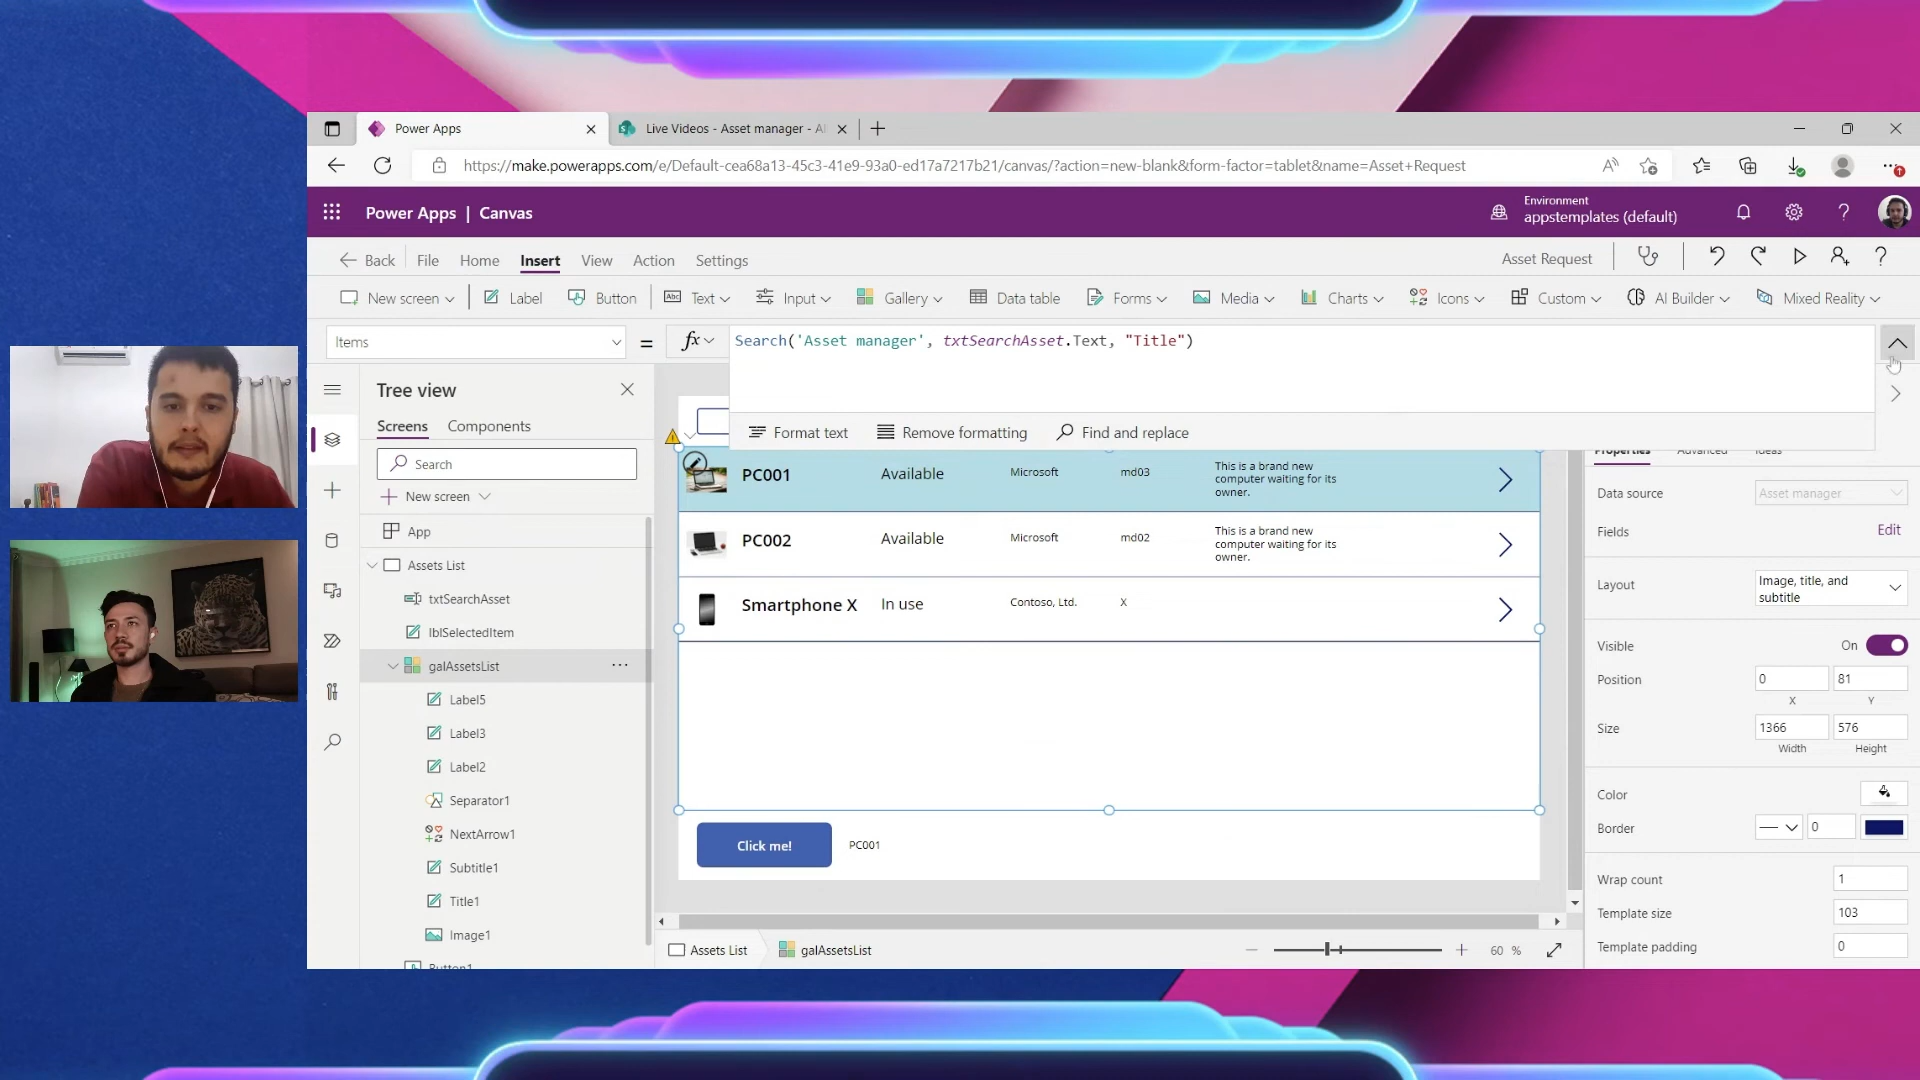 Power Apps
Live Videos - Asset manager - Al
https://make.powerapps.com/e/Default-cea68a13-45c3-41e9-93a0-ed17a7217b21/canvas/?action=new-blank&form-factor=tablet&name=Asset+Request
Power Apps | Canvas
Environment
appstemplates (default)
Back File Home Insert View Action Settings
Asset Request
New screen Label Button Text Input Gallery Data table Forms Media Charts Icons Custom AI Builder Mixed Reality
Items = fx Search('Asset manager', txtSearchAsset.Text, "Title")
Format text Remove formatting Find and replace
Tree view
Screens Components
Search
New screen
App
Assets List
txtSearchAsset
lblSelectedItem
galAssetsList
Label5
Label3
Label2
Separator1
NextArrow1
Subtitle1
Title1
Image1
Button1
PC001 Available Microsoft md03
This is a brand new
computer waiting for its
owner.
PC002 Available Microsoft md02
This is a brand new
computer waiting for its
owner.
Smartphone X In use Contoso, Ltd. X
Click me! PC001
Assets List galAssetsList
60 %
Properties Advanced Ideas
Data source Asset manager
Fields Edit
Layout Image, title, and
subtitle
Visible On
Position 0 81
X Y
Size 1366 576
Width Height
Color
Border 0
Wrap count 1
Template size 103
Template padding 0